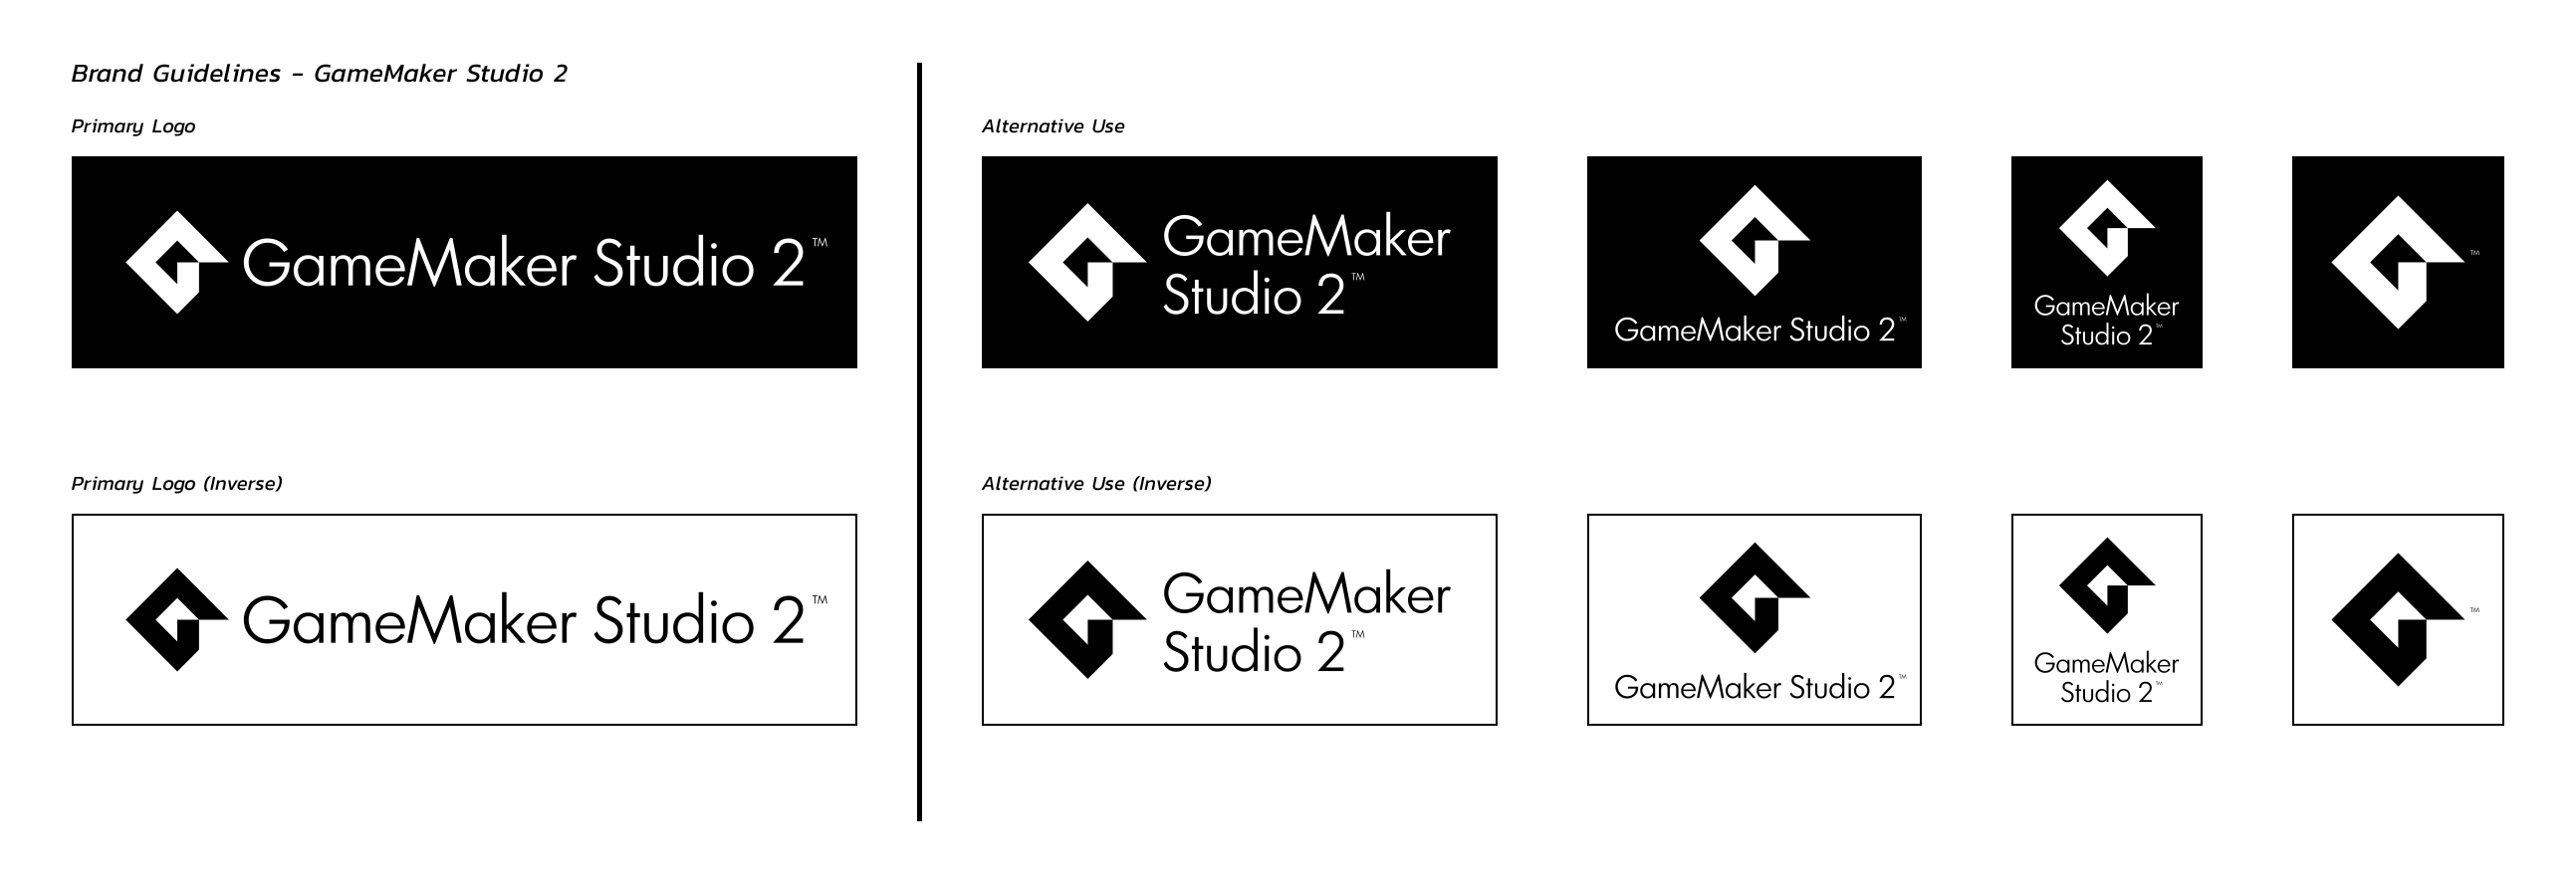 Brand Guidelines - GameMaker Studio 2
Primary Logo
GameMaker Studio 2™
Alternative Use
GameMaker
Studio 2™
GameMaker Studio 2™
GameMaker
Studio 2™
™
Primary Logo (Inverse)
GameMaker Studio 2™
Alternative Use (Inverse)
GameMaker
Studio 2™
GameMaker Studio 2™
GameMaker
Studio 2™
™